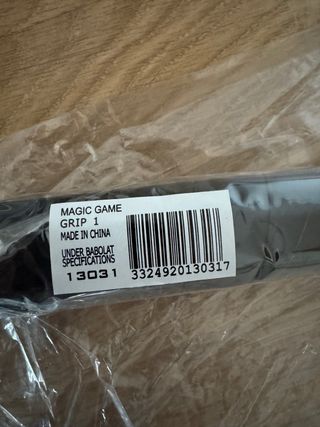 MAGIC GAME
GRIP 1
MADE IN CHINA
UNDER BABOLAT
SPECIFICATIONS
13031
3324920130317